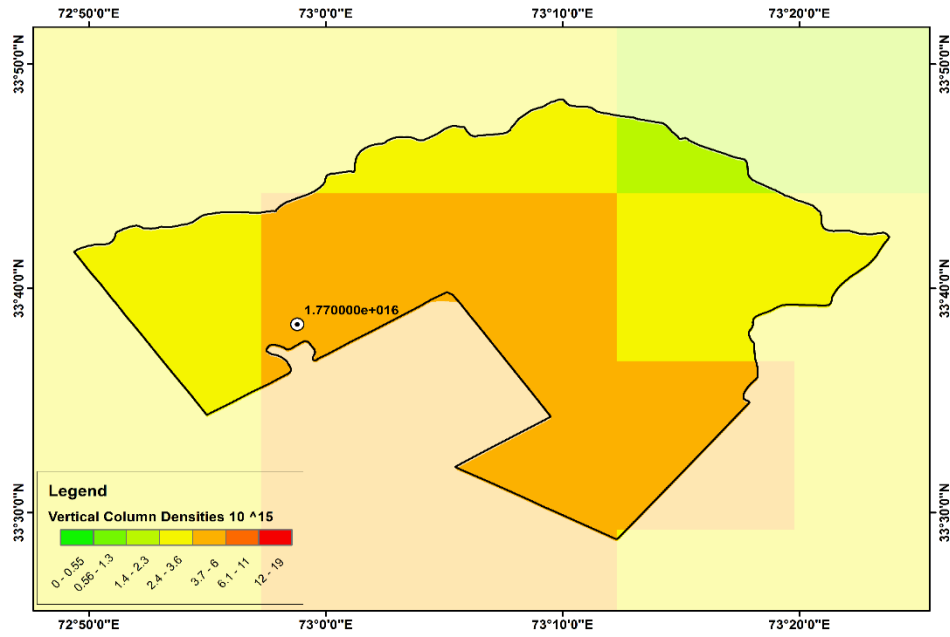 72°50'0"E 73°0'0"E 73°10'0"E 73°20'0"E
33°50'0"N 33°50'0"N
33°40'0"N 33°40'0"N
1.770000e+016
33°30'0"N 33°30'0"N
Legend
Vertical Column Densities 10 ^15
0 - 0.55 0.56 - 1.3 1.4 - 2.3 2.4 - 3.6 3.7 - 6 6.1 - 11 12 - 19
72°50'0"E 73°0'0"E 73°10'0"E 73°20'0"E